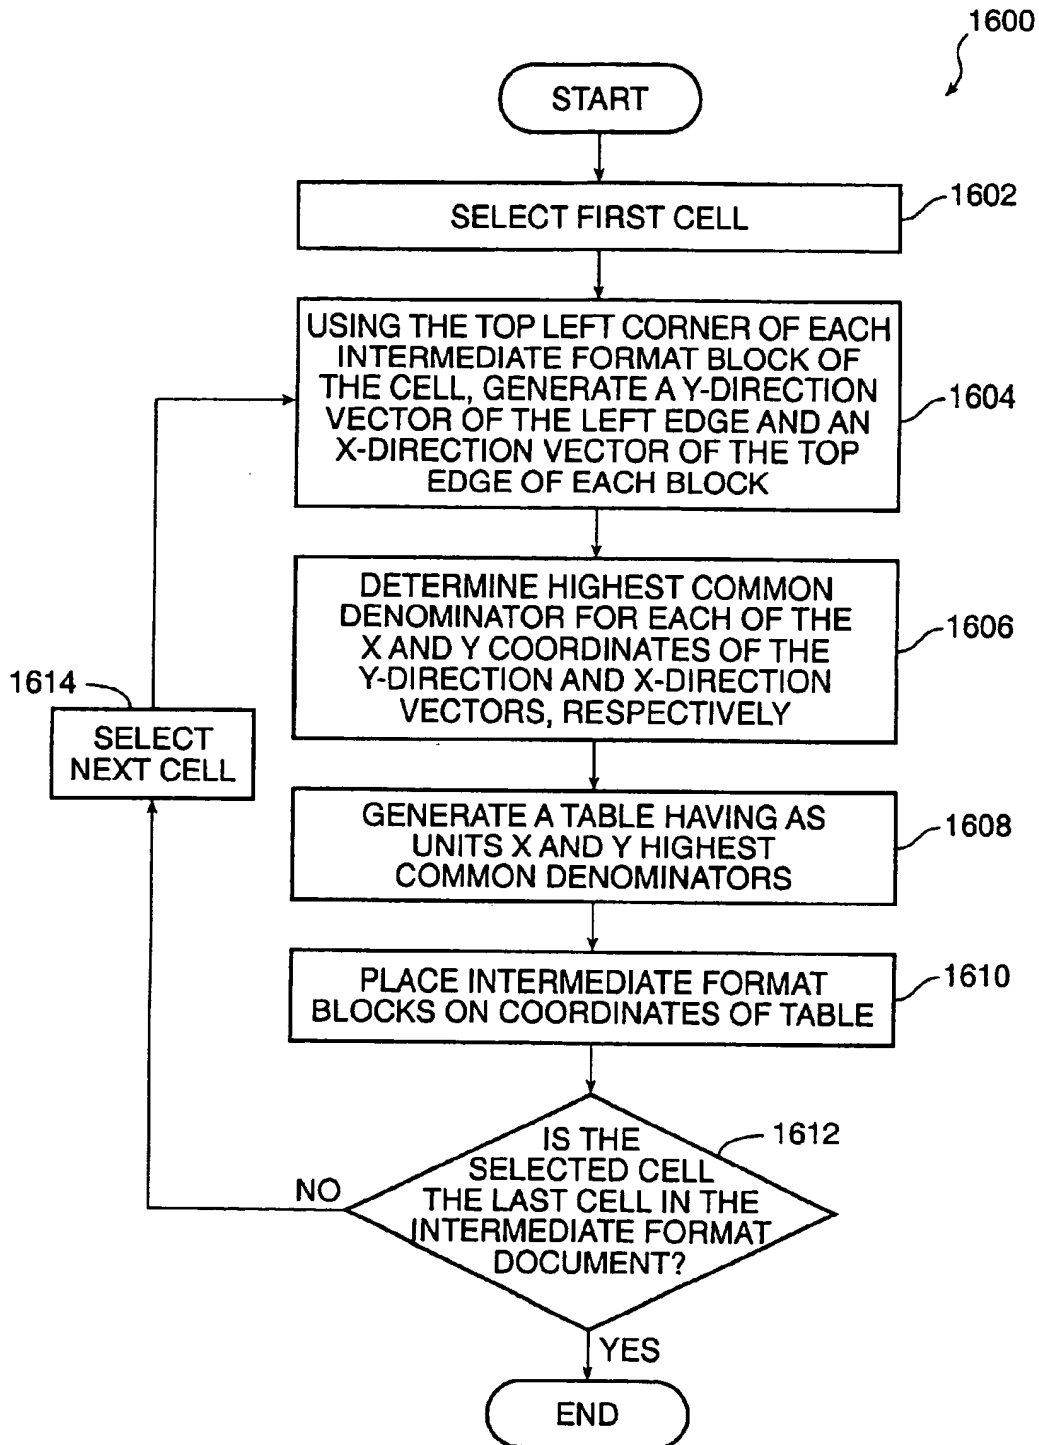 1600
START
SELECT FIRST CELL
1602
USING THE TOP LEFT CORNER OF EACH
INTERMEDIATE FORMAT BLOCK OF
THE CELL, GENERATE A Y-DIRECTION
VECTOR OF THE LEFT EDGE AND AN
X-DIRECTION VECTOR OF THE TOP
EDGE OF EACH BLOCK
1604
DETERMINE HIGHEST COMMON
DENOMINATOR FOR EACH OF THE
X AND Y COORDINATES OF THE
Y-DIRECTION AND X-DIRECTION
VECTORS, RESPECTIVELY
1606
1614
SELECT
NEXT CELL
GENERATE A TABLE HAVING AS
UNITS X AND Y HIGHEST
COMMON DENOMINATORS
1608
PLACE INTERMEDIATE FORMAT
BLOCKS ON COORDINATES OF TABLE
1610
IS THE
SELECTED CELL
THE LAST CELL IN THE
INTERMEDIATE FORMAT
DOCUMENT?
1612
NO
YES
END